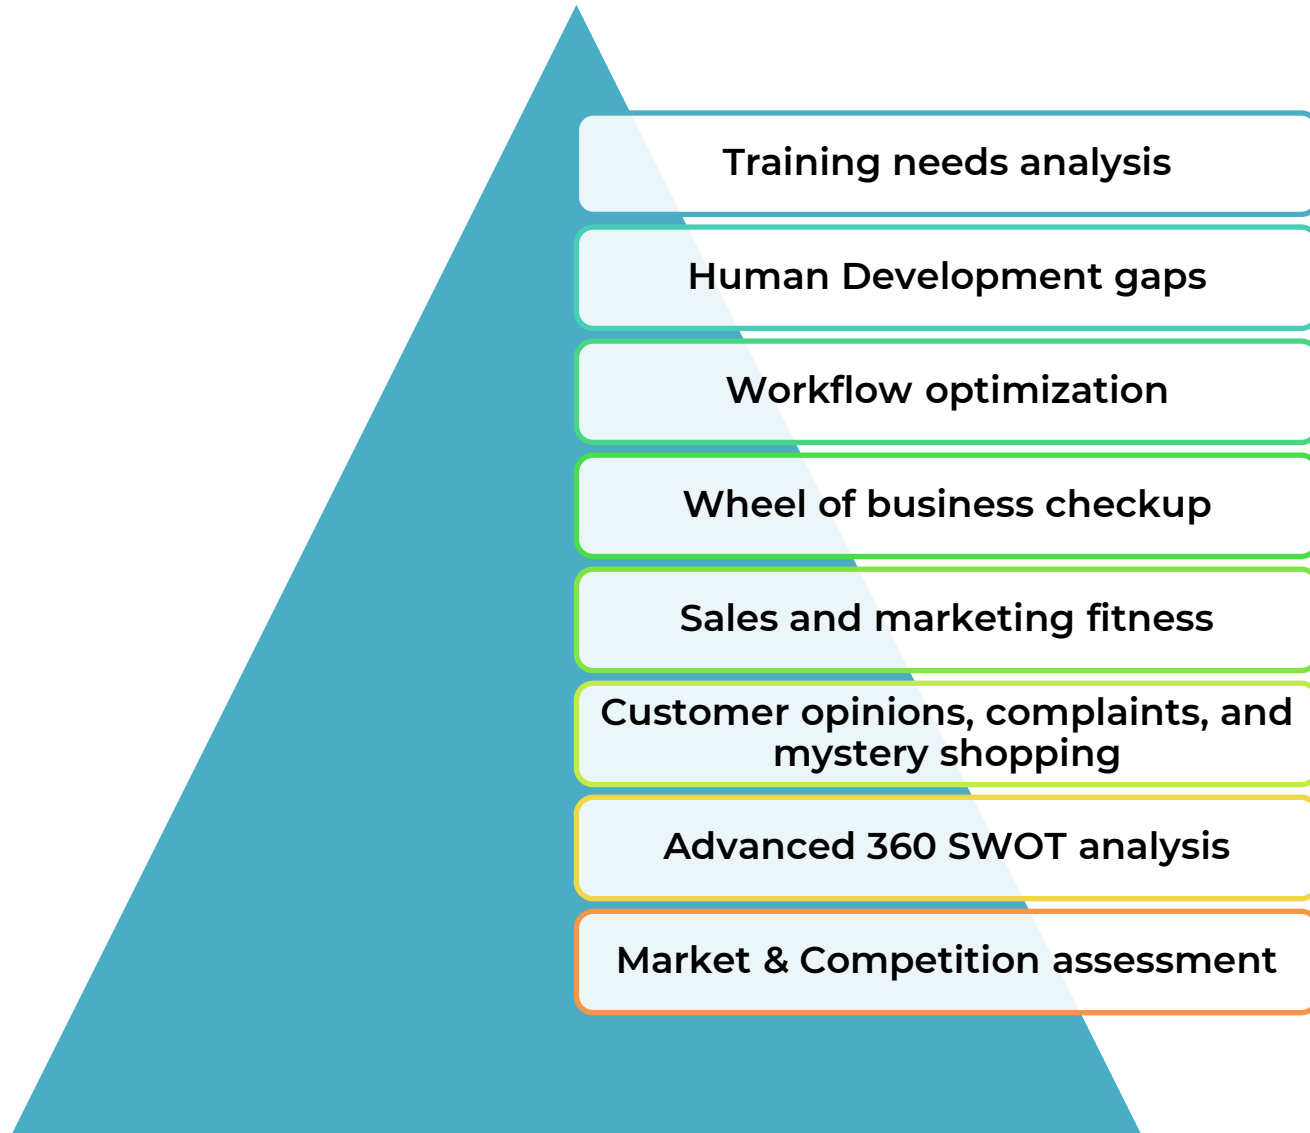 Training needs analysis
Human Development gaps
Workflow optimization
Wheel of business checkup
Sales and marketing fitness
Customer opinions, complaints, and
mystery shopping
Advanced 360 SWOT analysis
Market & Competition assessment